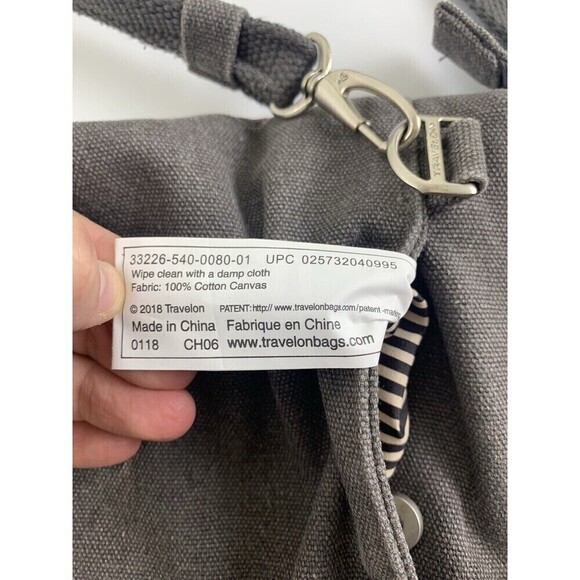 TRAVELON
33226-540-0080-01 UPC 025732040995
Wipe clean with a damp cloth
Fabric: 100% Cotton Canvas
© 2018 Travelon PATENT: http://www.travelonbags.com/patent.-
Made in China Fabrique en Chine
0118 CH06 www.travelonbags.com